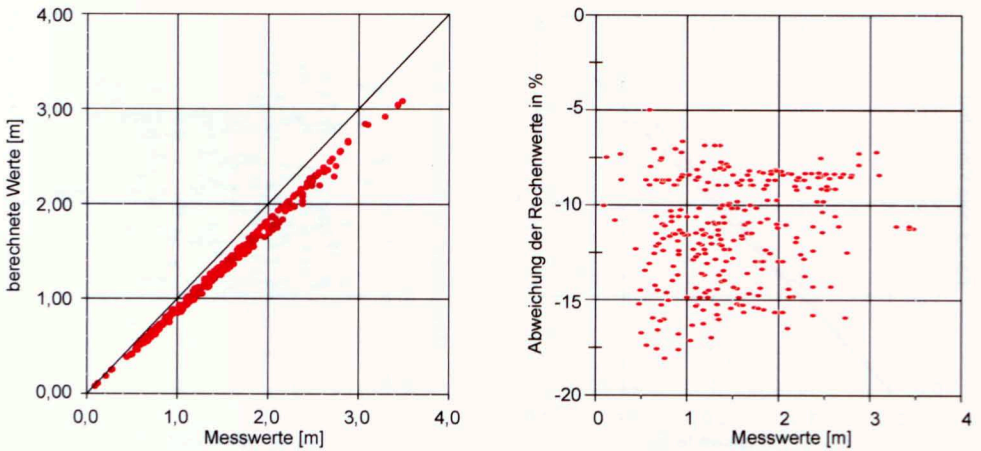 4,00
3,00
2,00
1,00
0,00
berechnete Werte [m]
0,0 1,0 2,0 3,0 4,0
Messwerte [m]
0
-5
-10
-15
-20
Abweichung der Rechenwerte in %
0 1 2 3 4
Messwerte [m]